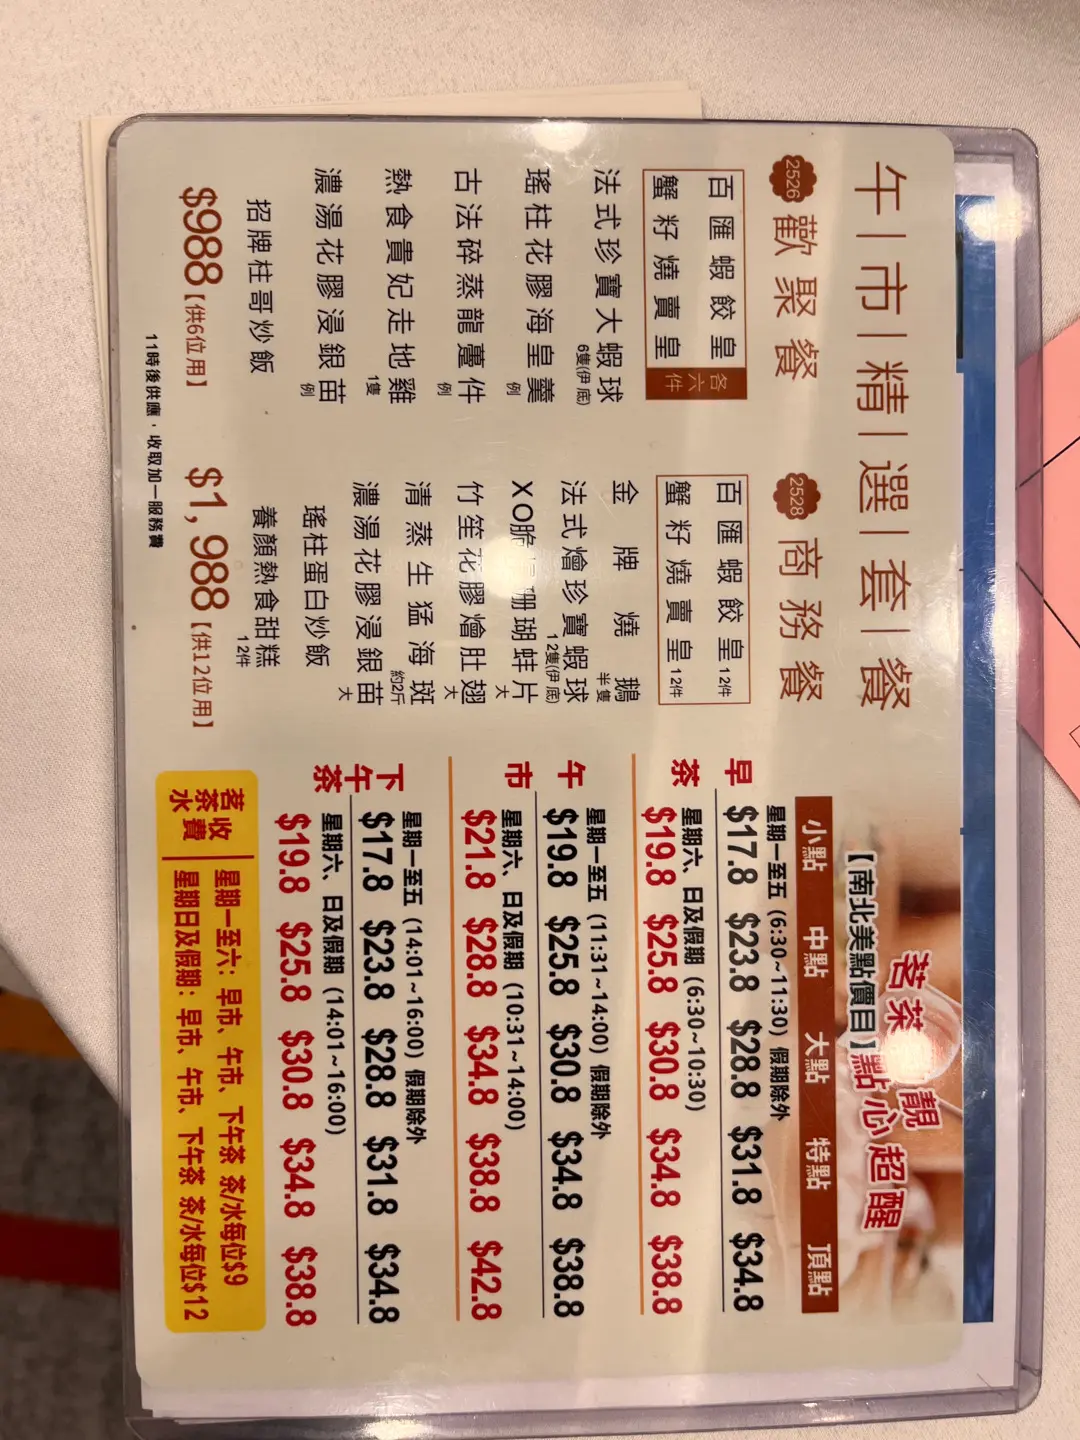 午市精選套餐
2526 歡聚餐
百匯蝦餃皇
蟹籽燒賣皇
各六件
法式珍寶大蝦球 6隻(伊底)
瑤柱花膠海皇羹 例
古法碎蒸龍躉件 例
熱食貴妃走地雞 1隻
濃湯花膠浸銀苗 例
招牌柱哥炒飯
$988【供6位用】
2528 商務餐
百匯蝦餃皇 12件
蟹籽燒賣皇 12件
金牌燒鵝 半隻
法式燴珍寶蝦球 12隻(伊底)
XO脆 珊瑚蚌片 大
竹笙花膠燴肚翅 大
清蒸生猛海斑 約2斤
濃湯花膠浸銀苗 大
瑤柱蛋白炒飯
養顏熱食甜糕 12件
$1,988【供12位用】
11時後供應，收取加一服務費
茗茶 靚
點心超醒
【南北美點價目】
小點 中點 大點 特點 頂點
早茶
星期一至五 (6:30~11:30) 假期除外
$17.8 $23.8 $28.8 $31.8 $34.8
星期六、日及假期 (6:30~10:30)
$19.8 $25.8 $30.8 $34.8 $38.8
午市
星期一至五 (11:31~14:00) 假期除外
$19.8 $25.8 $30.8 $34.8 $38.8
星期六、日及假期 (10:31~14:00)
$21.8 $28.8 $34.8 $38.8 $42.8
下午茶
星期一至五 (14:01~16:00) 假期除外
$17.8 $23.8 $28.8 $31.8 $34.8
星期六、日及假期 (14:01~16:00)
$19.8 $25.8 $30.8 $34.8 $38.8
茗茶收
水費
星期一至六：早市、午市、下午茶 茶/水每位$9
星期日及假期：早市、午市、下午茶 茶/水每位$12